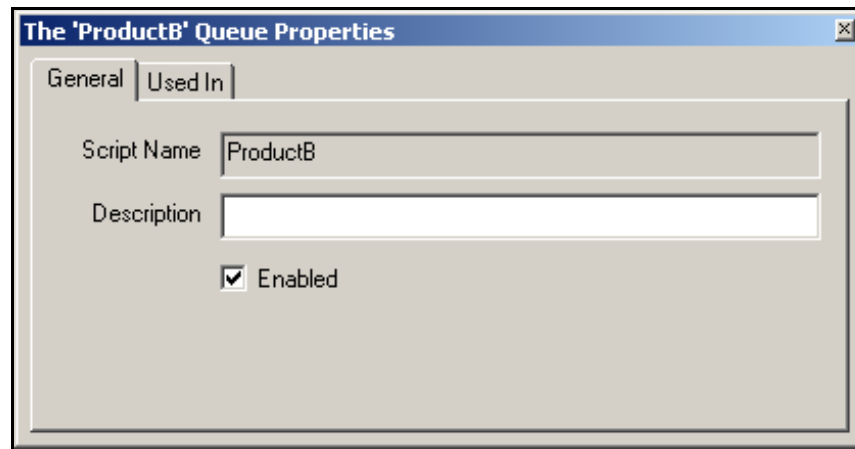 The 'ProductB' Queue Properties
General Used In
Script Name ProductB
Description
Enabled